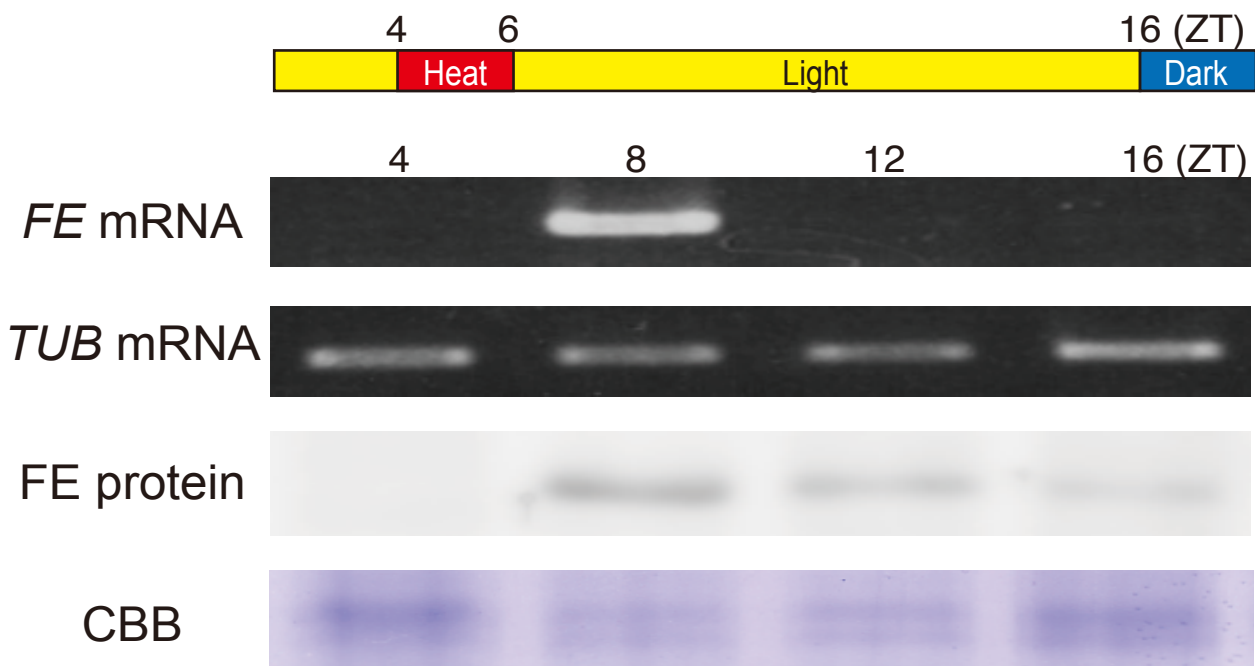 4 6 16 (ZT)
Heat Light Dark
4 8 12 16 (ZT)
FE mRNA
TUB mRNA
FE protein
CBB